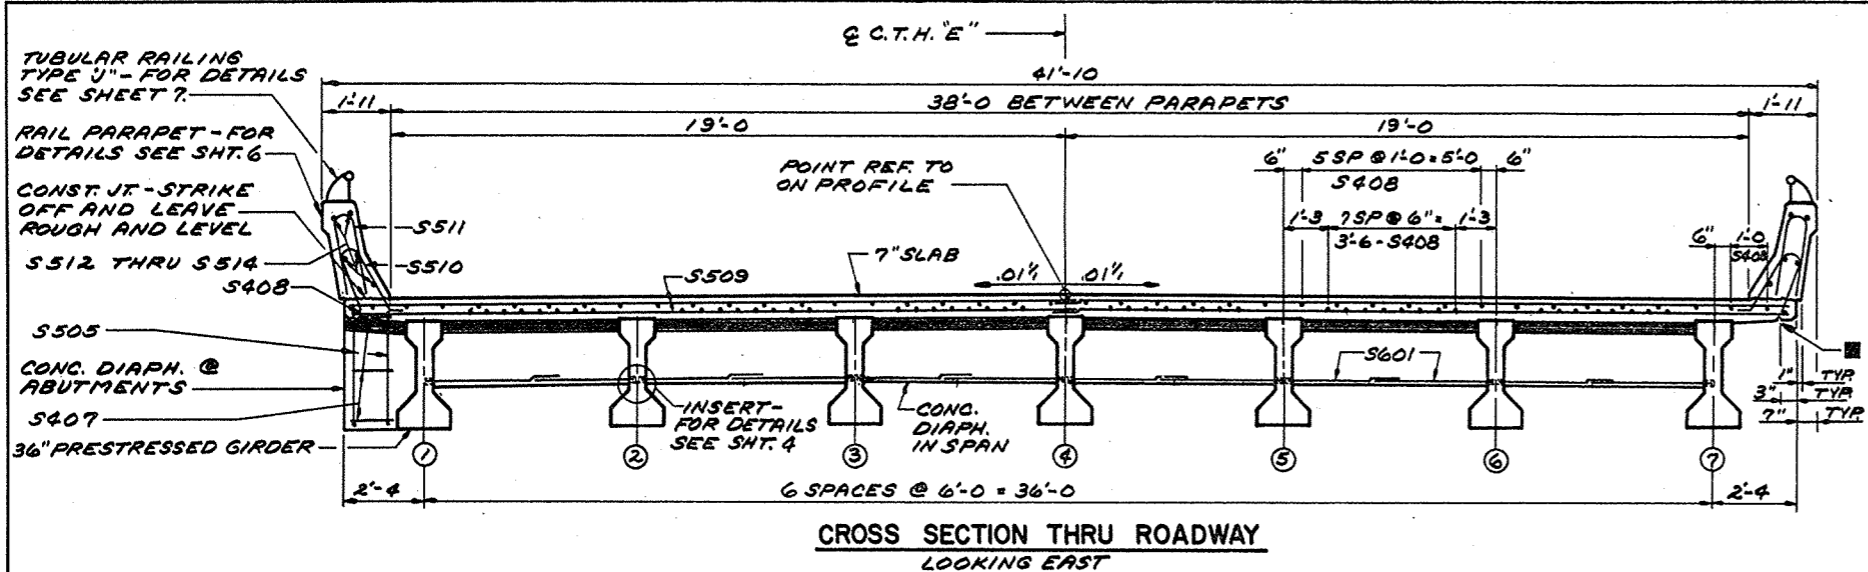 ℄ C.T.H. "E"
41'-10
TUBULAR RAILING
TYPE "J" - FOR DETAILS
SEE SHEET 7.
1'-11
38'-0 BETWEEN PARAPETS
1'-11
19'-0
19'-0
RAIL PARAPET - FOR
DETAILS SEE SHT. 6
CONST. JT. - STRIKE
OFF AND LEAVE
ROUGH AND LEVEL
S512 THRU S514
S408
S511
S510
S509
7" SLAB
POINT REF. TO
ON PROFILE
.01'/1
.01'/1
6"
5 SP @ 1'-0 = 5'-0
6"
S408
1'-3
7 SP @ 6" =
1'-3
3'-6 - S408
6"
1'-0
S408
S505
CONC. DIAPH. @
ABUTMENTS
S407
36" PRESTRESSED GIRDER
INSERT -
FOR DETAILS
SEE SHT. 4
CONC.
DIAPH.
IN SPAN
S601
1" TYP.
3" TYP.
7" TYP.
1
2
3
4
5
6
7
2'-4
6 SPACES @ 6'-0 = 36'-0
2'-4
CROSS SECTION THRU ROADWAY
LOOKING EAST